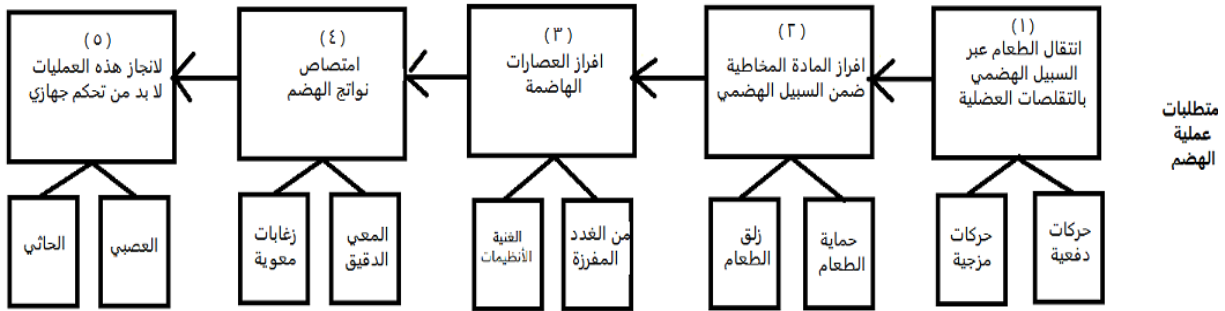 متطلبات
عملية
الهضم
(١)
انتقال الطعام عبر
السبيل الهضمي
بالتقلصات العضلية
حركات
دفعية
حركات
مزجية
(٢)
افراز المادة المخاطية
ضمن السبيل الهضمي
حماية
الطعام
زلق
الطعام
(٣)
افراز العصارات
الهاضمة
من الغدد
المفرزة
الغنية
الأنظيمات
(٤)
امتصاص
نواتج الهضم
المعي
الدقيق
زغابات
معوية
(٥)
لانجاز هذه العمليات
لا بد من تحكم جهازي
العصبي
الحاثي